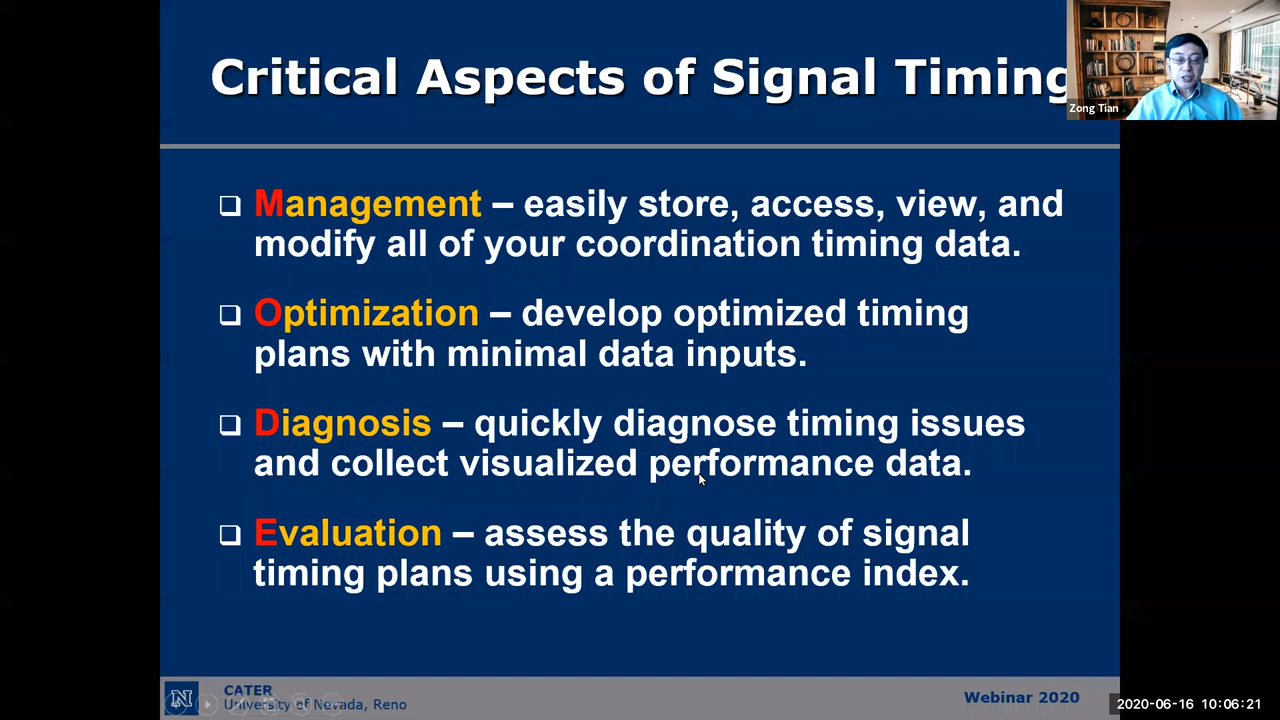 Critical Aspects of Signal Timing
Zong Tian
Management – easily store, access, view, and
modify all of your coordination timing data.
Optimization – develop optimized timing
plans with minimal data inputs.
Diagnosis – quickly diagnose timing issues
and collect visualized performance data.
Evaluation – assess the quality of signal
timing plans using a performance index.
N
CATER
University of Nevada, Reno
Webinar 2020
2020-06-16 10:06:21